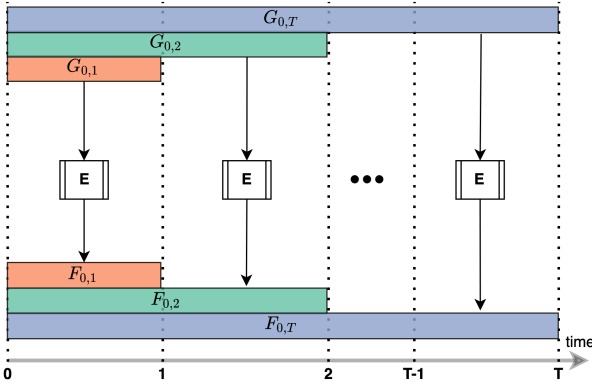 G_{0,T}
G_{0,2}
G_{0,1}
E E ••• E
F_{0,1}
F_{0,2}
F_{0,T}
time
0 1 2 T-1 T